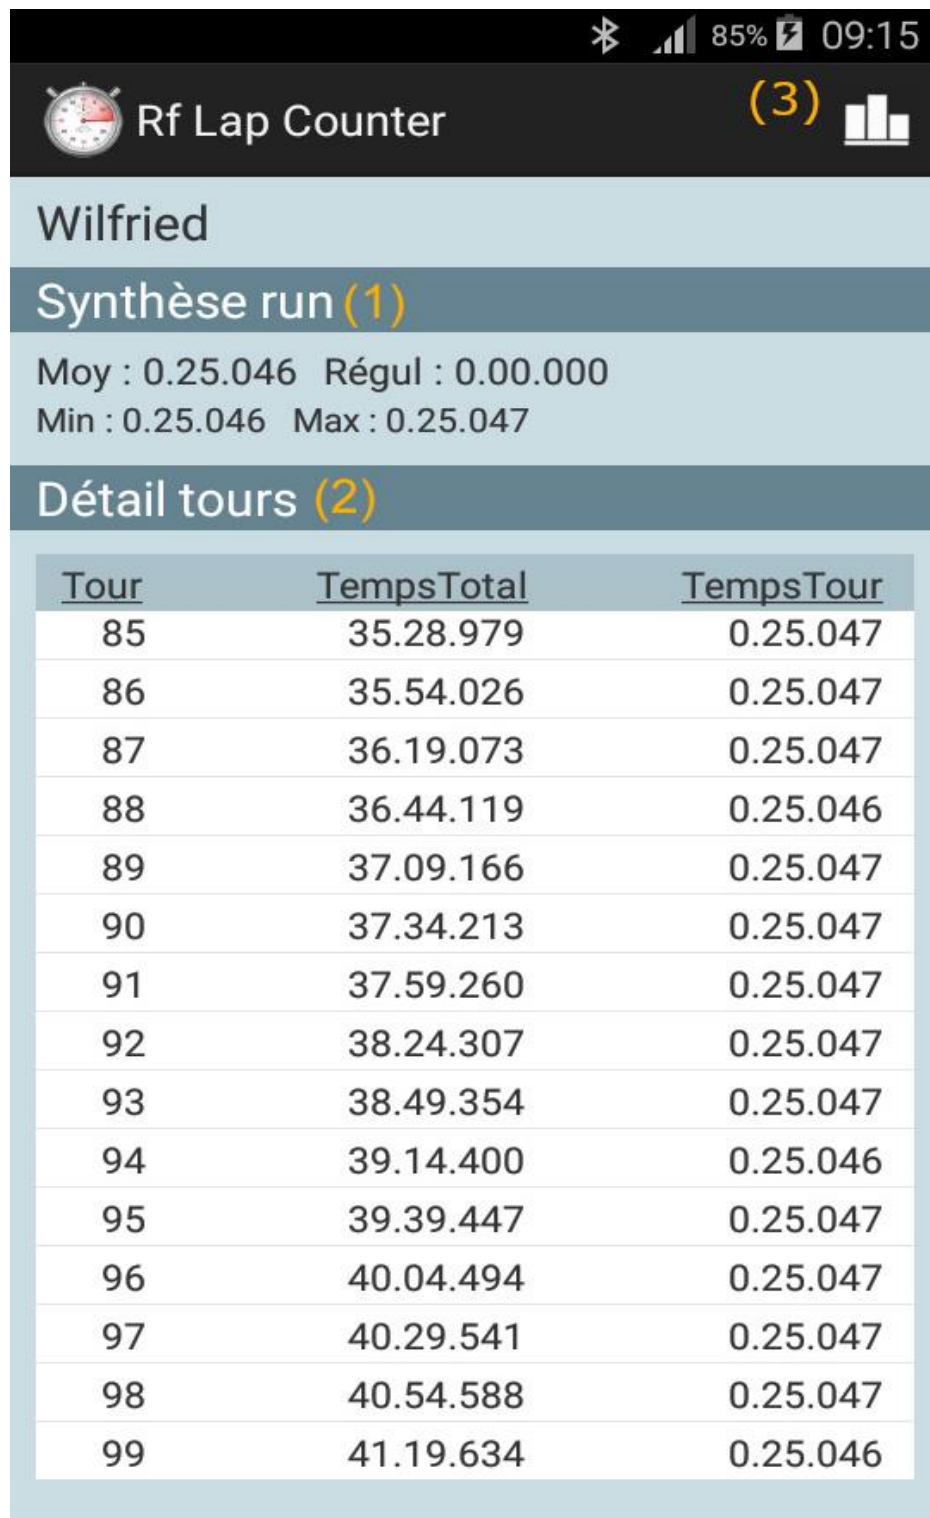 85% 09:15
Rf Lap Counter (3)
Wilfried
Synthèse run (1)
Moy : 0.25.046 Régul : 0.00.000
Min : 0.25.046 Max : 0.25.047
Détail tours (2)
Tour TempsTotal TempsTour
85 35.28.979 0.25.047
86 35.54.026 0.25.047
87 36.19.073 0.25.047
88 36.44.119 0.25.046
89 37.09.166 0.25.047
90 37.34.213 0.25.047
91 37.59.260 0.25.047
92 38.24.307 0.25.047
93 38.49.354 0.25.047
94 39.14.400 0.25.046
95 39.39.447 0.25.047
96 40.04.494 0.25.047
97 40.29.541 0.25.047
98 40.54.588 0.25.047
99 41.19.634 0.25.046